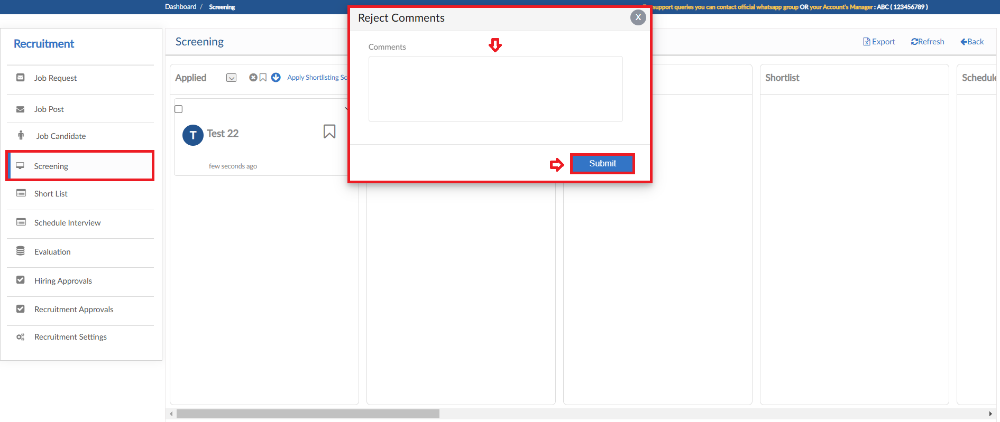 Dashboard / Screening
support queries you can contact official whatsapp group OR your Account's Manager : ABC ( 123456789 )
Recruitment
Job Request
Job Post
Job Candidate
Screening
Short List
Schedule Interview
Evaluation
Hiring Approvals
Recruitment Approvals
Recruitment Settings
Screening
Export Refresh Back
Applied Apply Shortlisting Sc
T Test 22
few seconds ago
Reject Comments X
Comments
Submit
Shortlist
Schedule